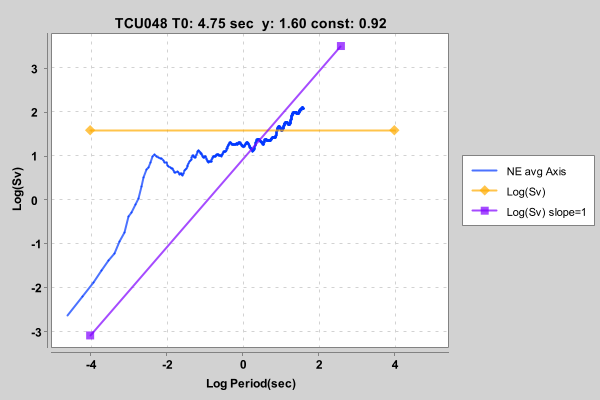 TCU048 T0: 4.75 sec  y: 1.60 const: 0.92
3
2
1
0
-1
-2
-3
Log(Sv)
-4
-2
0
2
4
Log Period(sec)
NE avg Axis
Log(Sv)
Log(Sv) slope=1